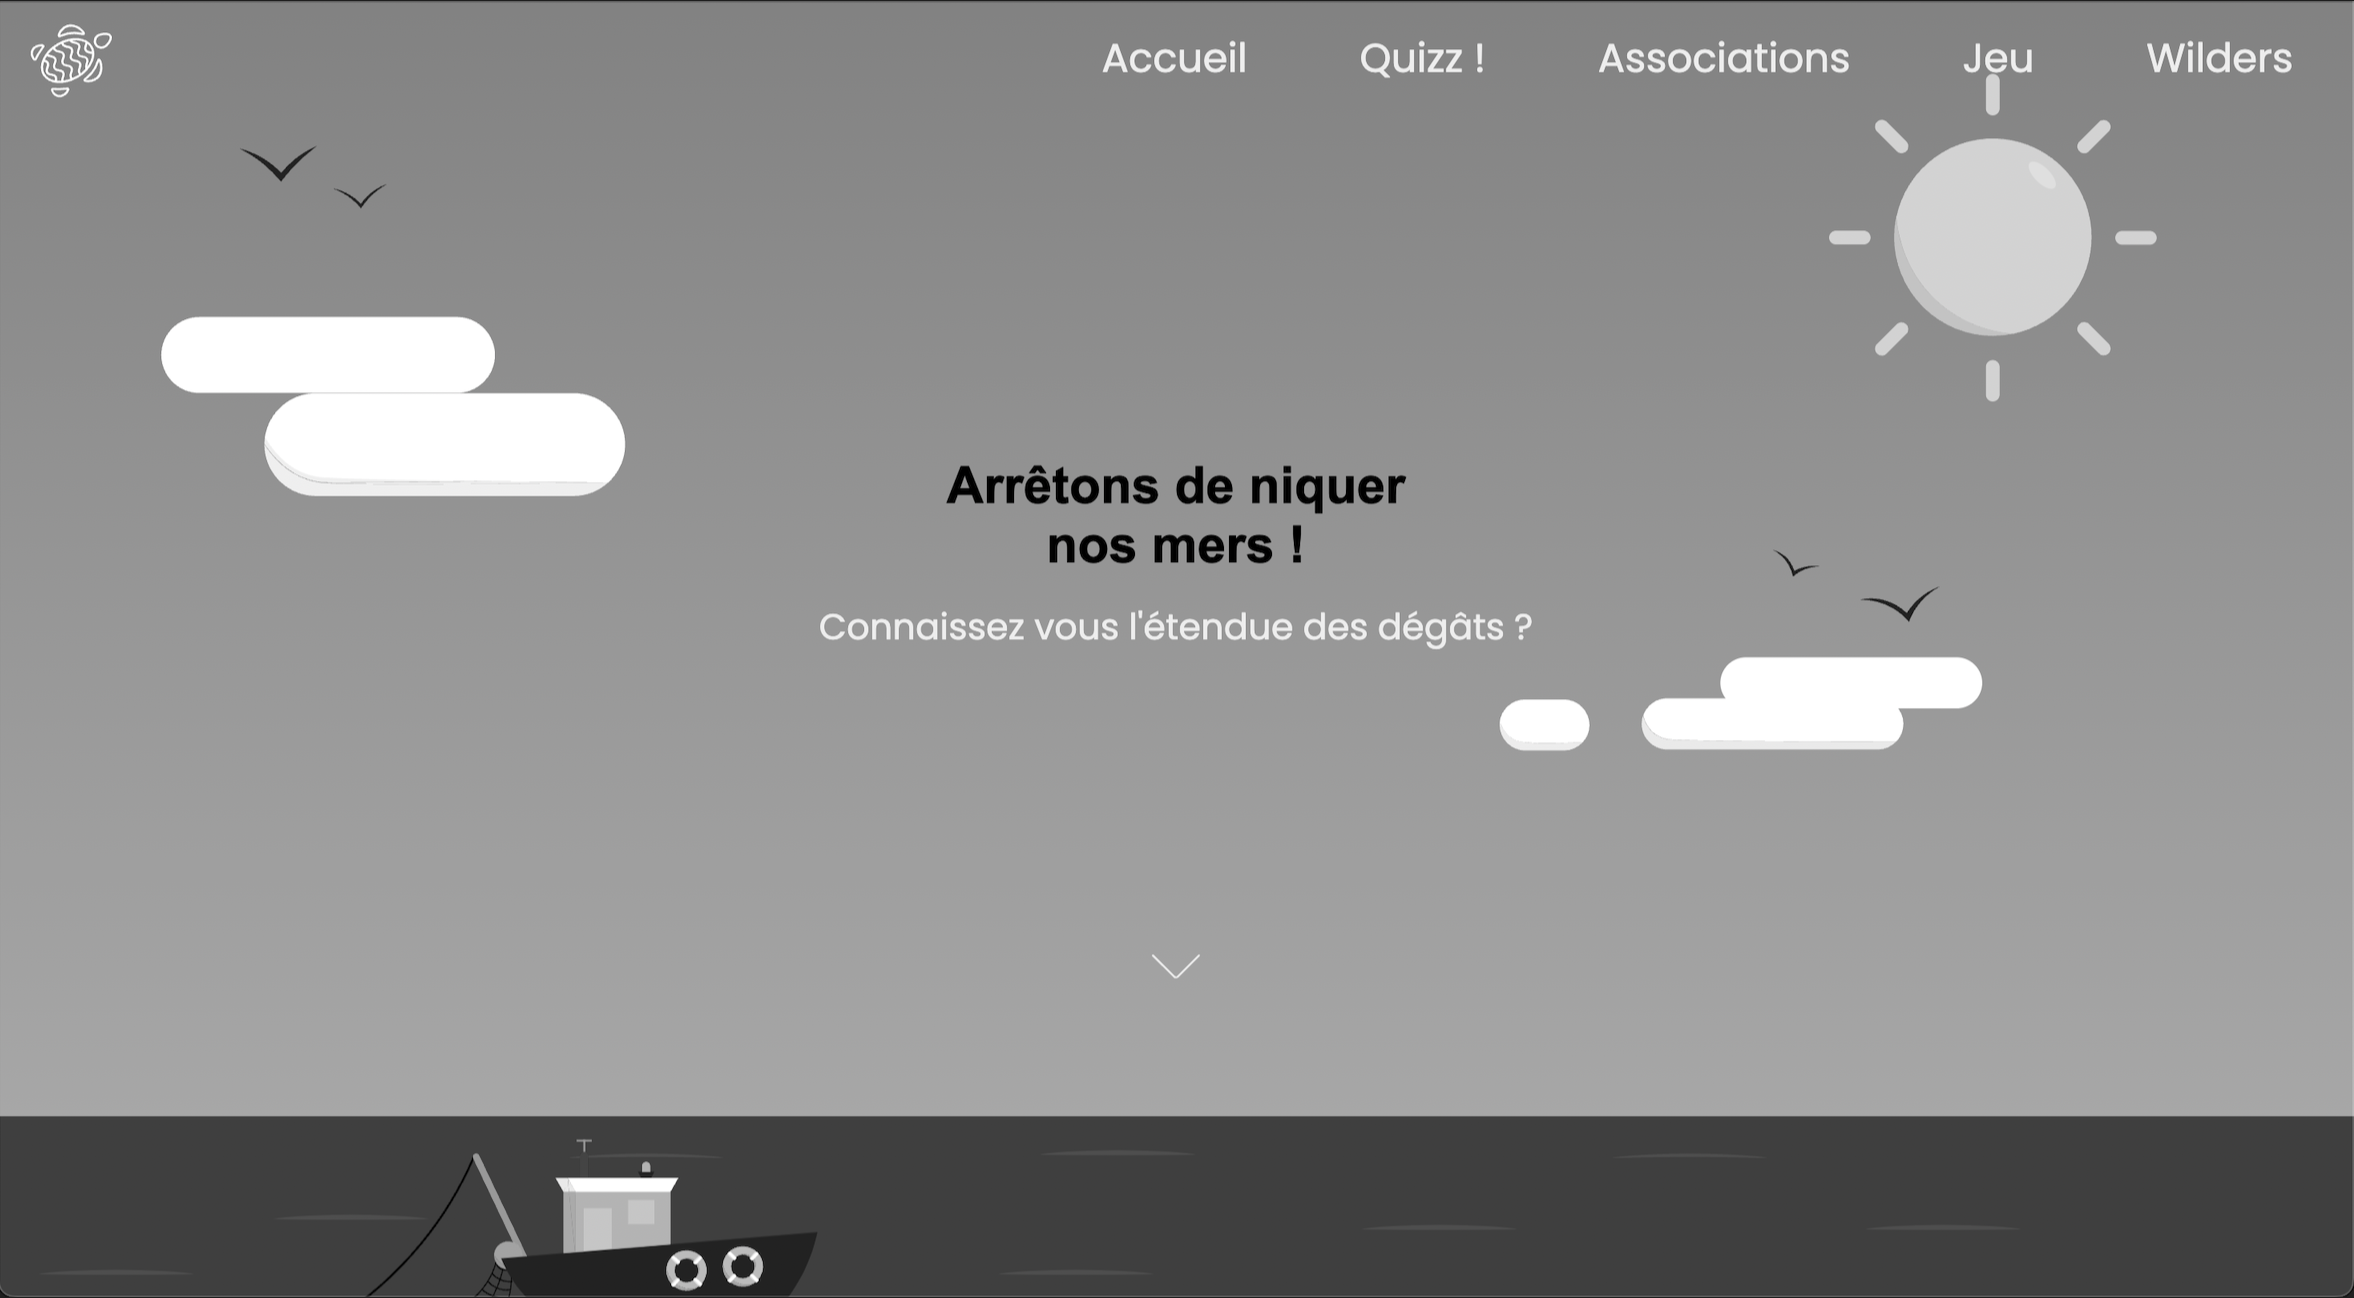 Accueil
Quizz !
Associations
Jeu
Wilders
Arrêtons de niquer
nos mers !
Connaissez vous l'étendue des dégâts ?